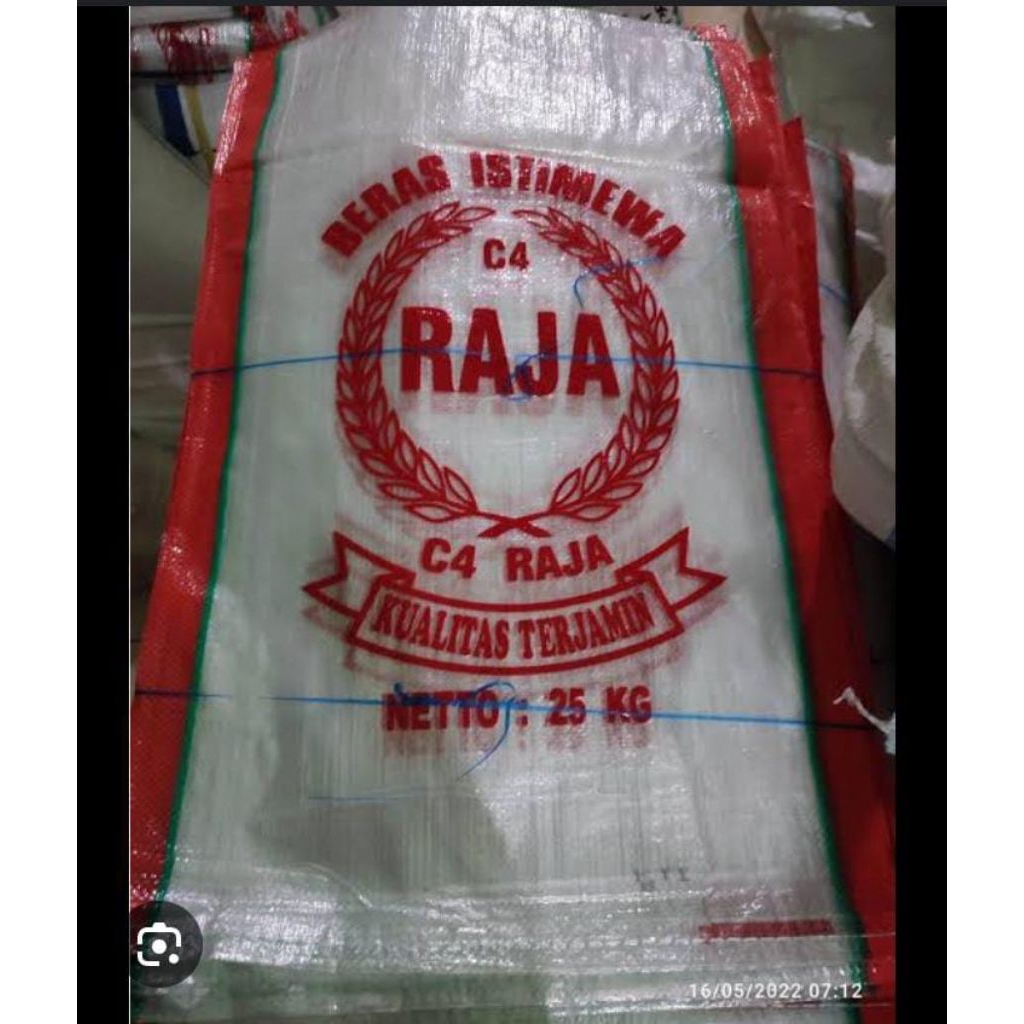 BERAS ISTIMEWA
C4
RAJA
C4 RAJA
KUALITAS TERJAMIN
NETTO : 25 KG
16/05/2022 07:12